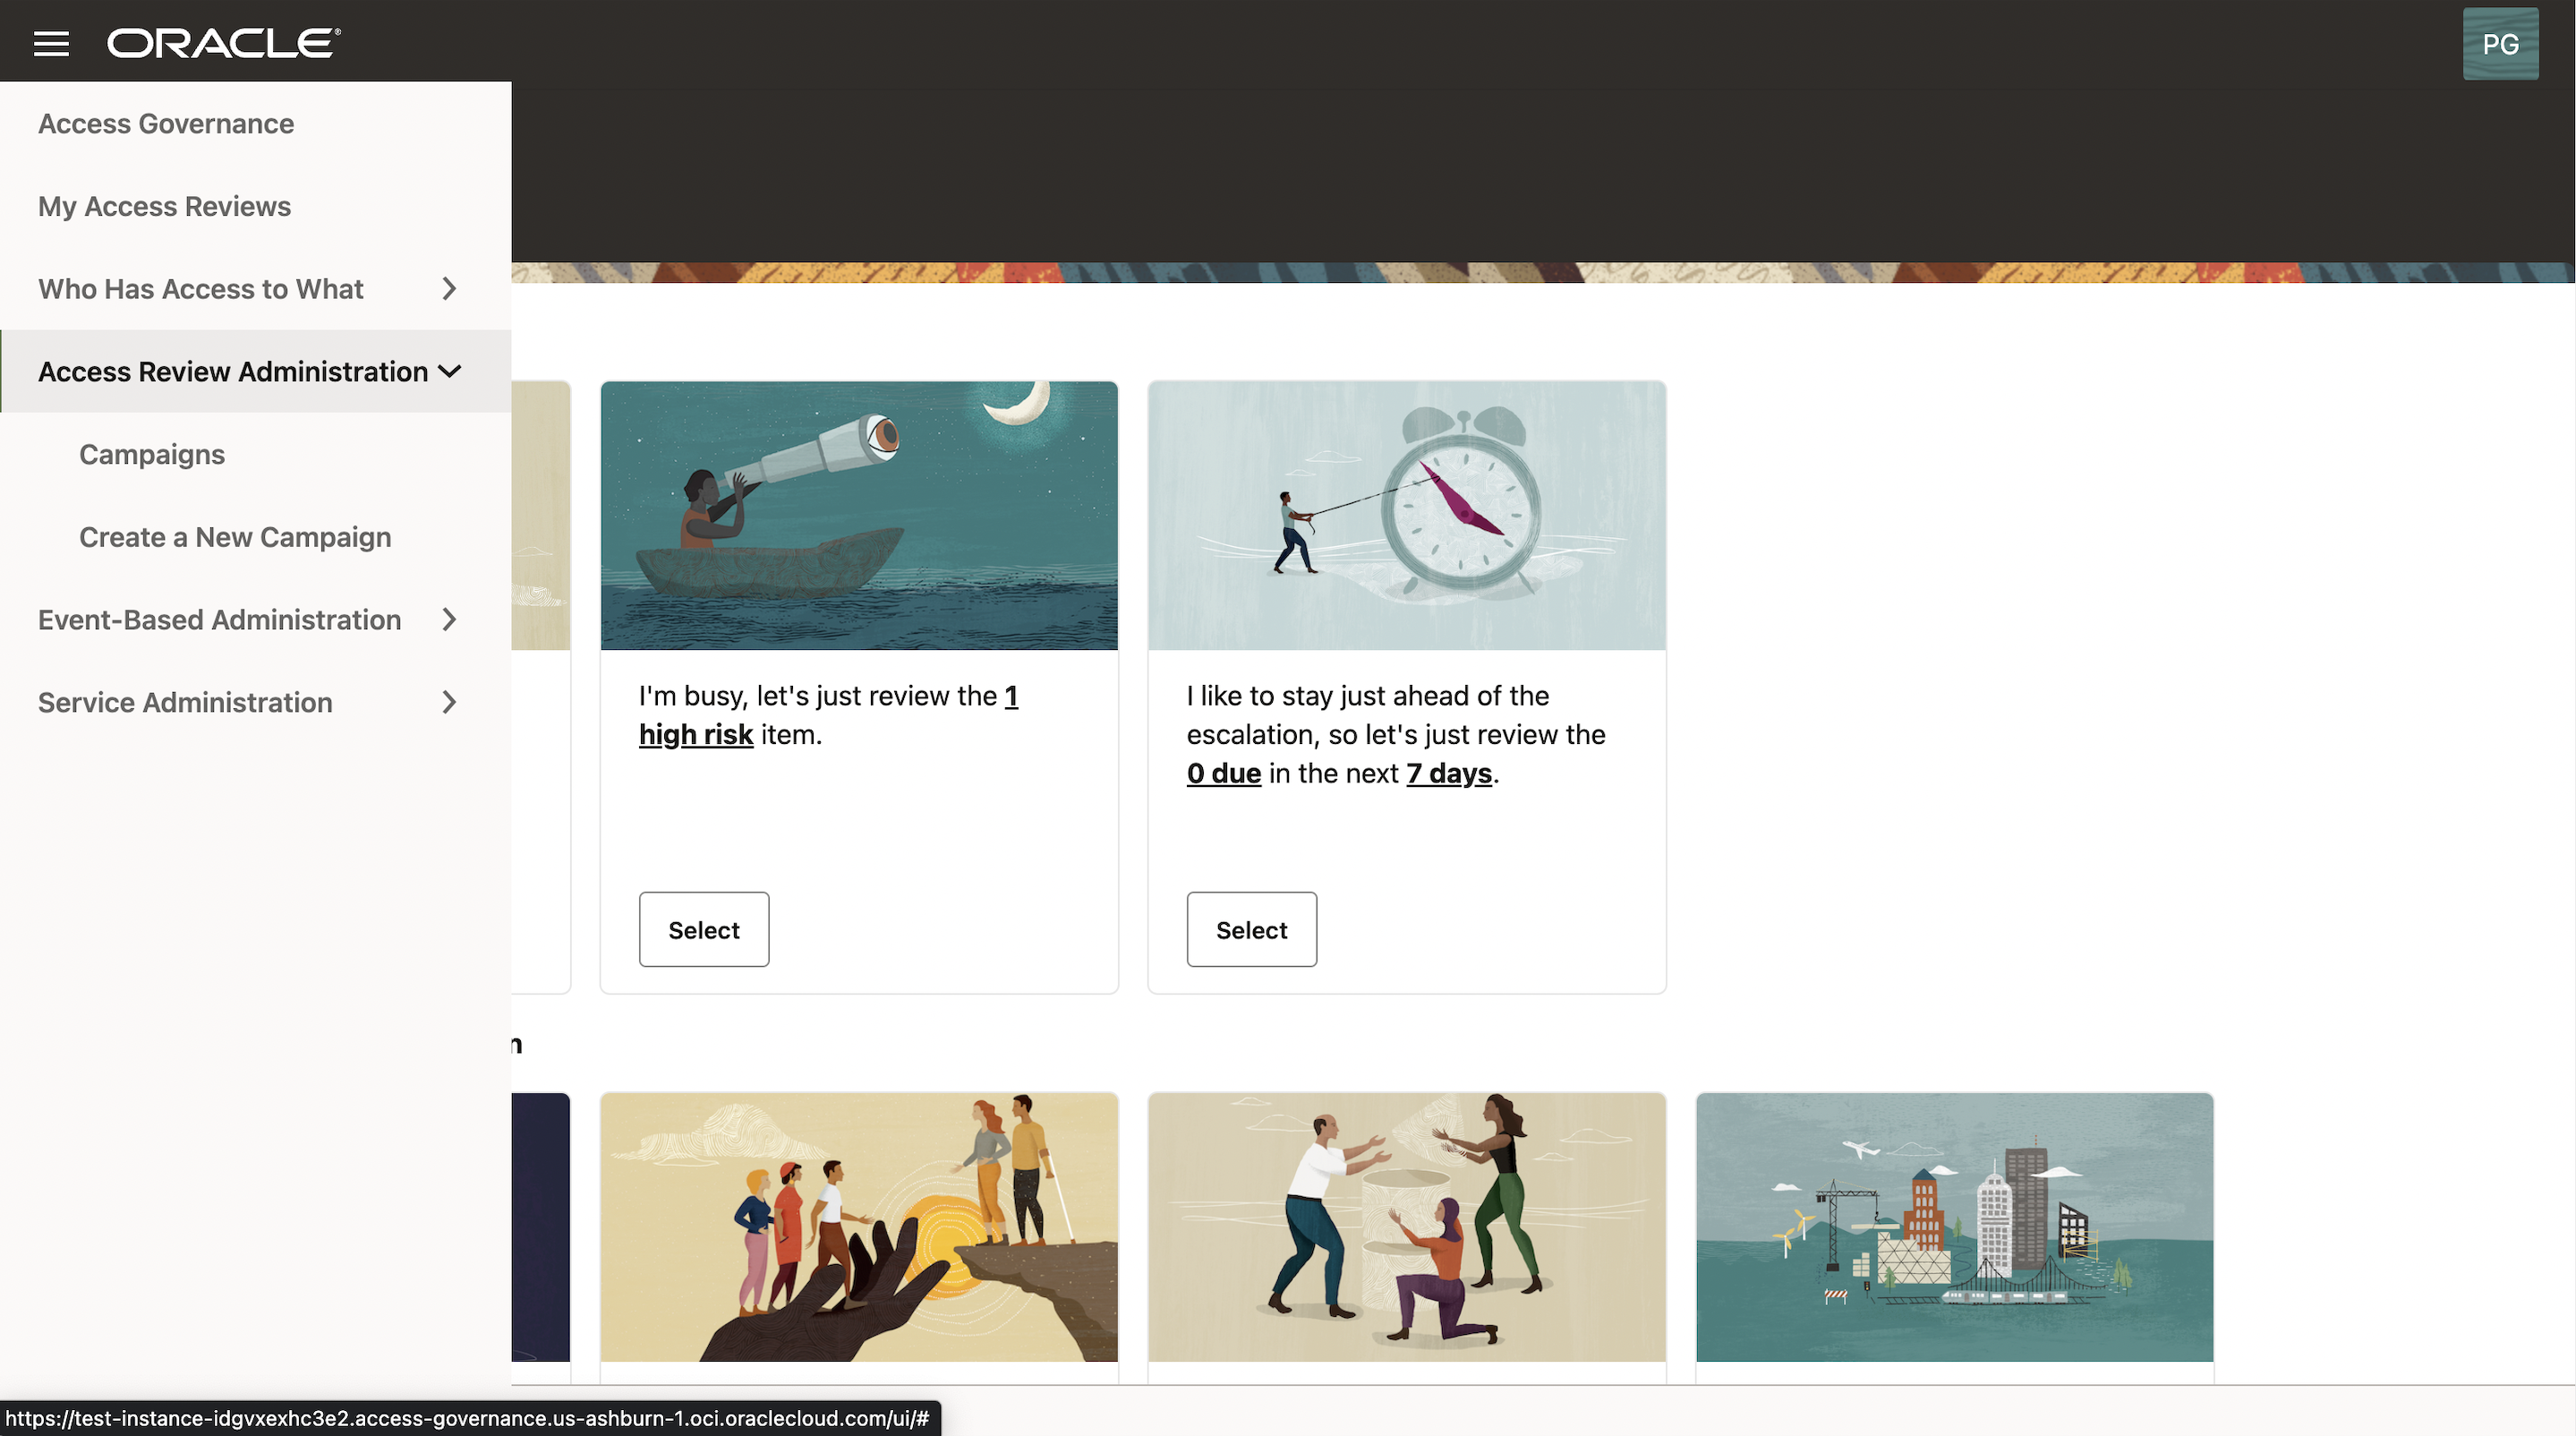 ORACLE®
PG
Access Governance
My Access Reviews
Who Has Access to What
Access Review Administration
Campaigns
Create a New Campaign
Event-Based Administration
Service Administration
I'm busy, let's just review the 1
high risk item.
Select
I like to stay just ahead of the
escalation, so let's just review the
0 due in the next 7 days.
Select
n
https://test-instance-idgvxexhc3e2.access-governance.us-ashburn-1.oci.oraclecloud.com/ui/#